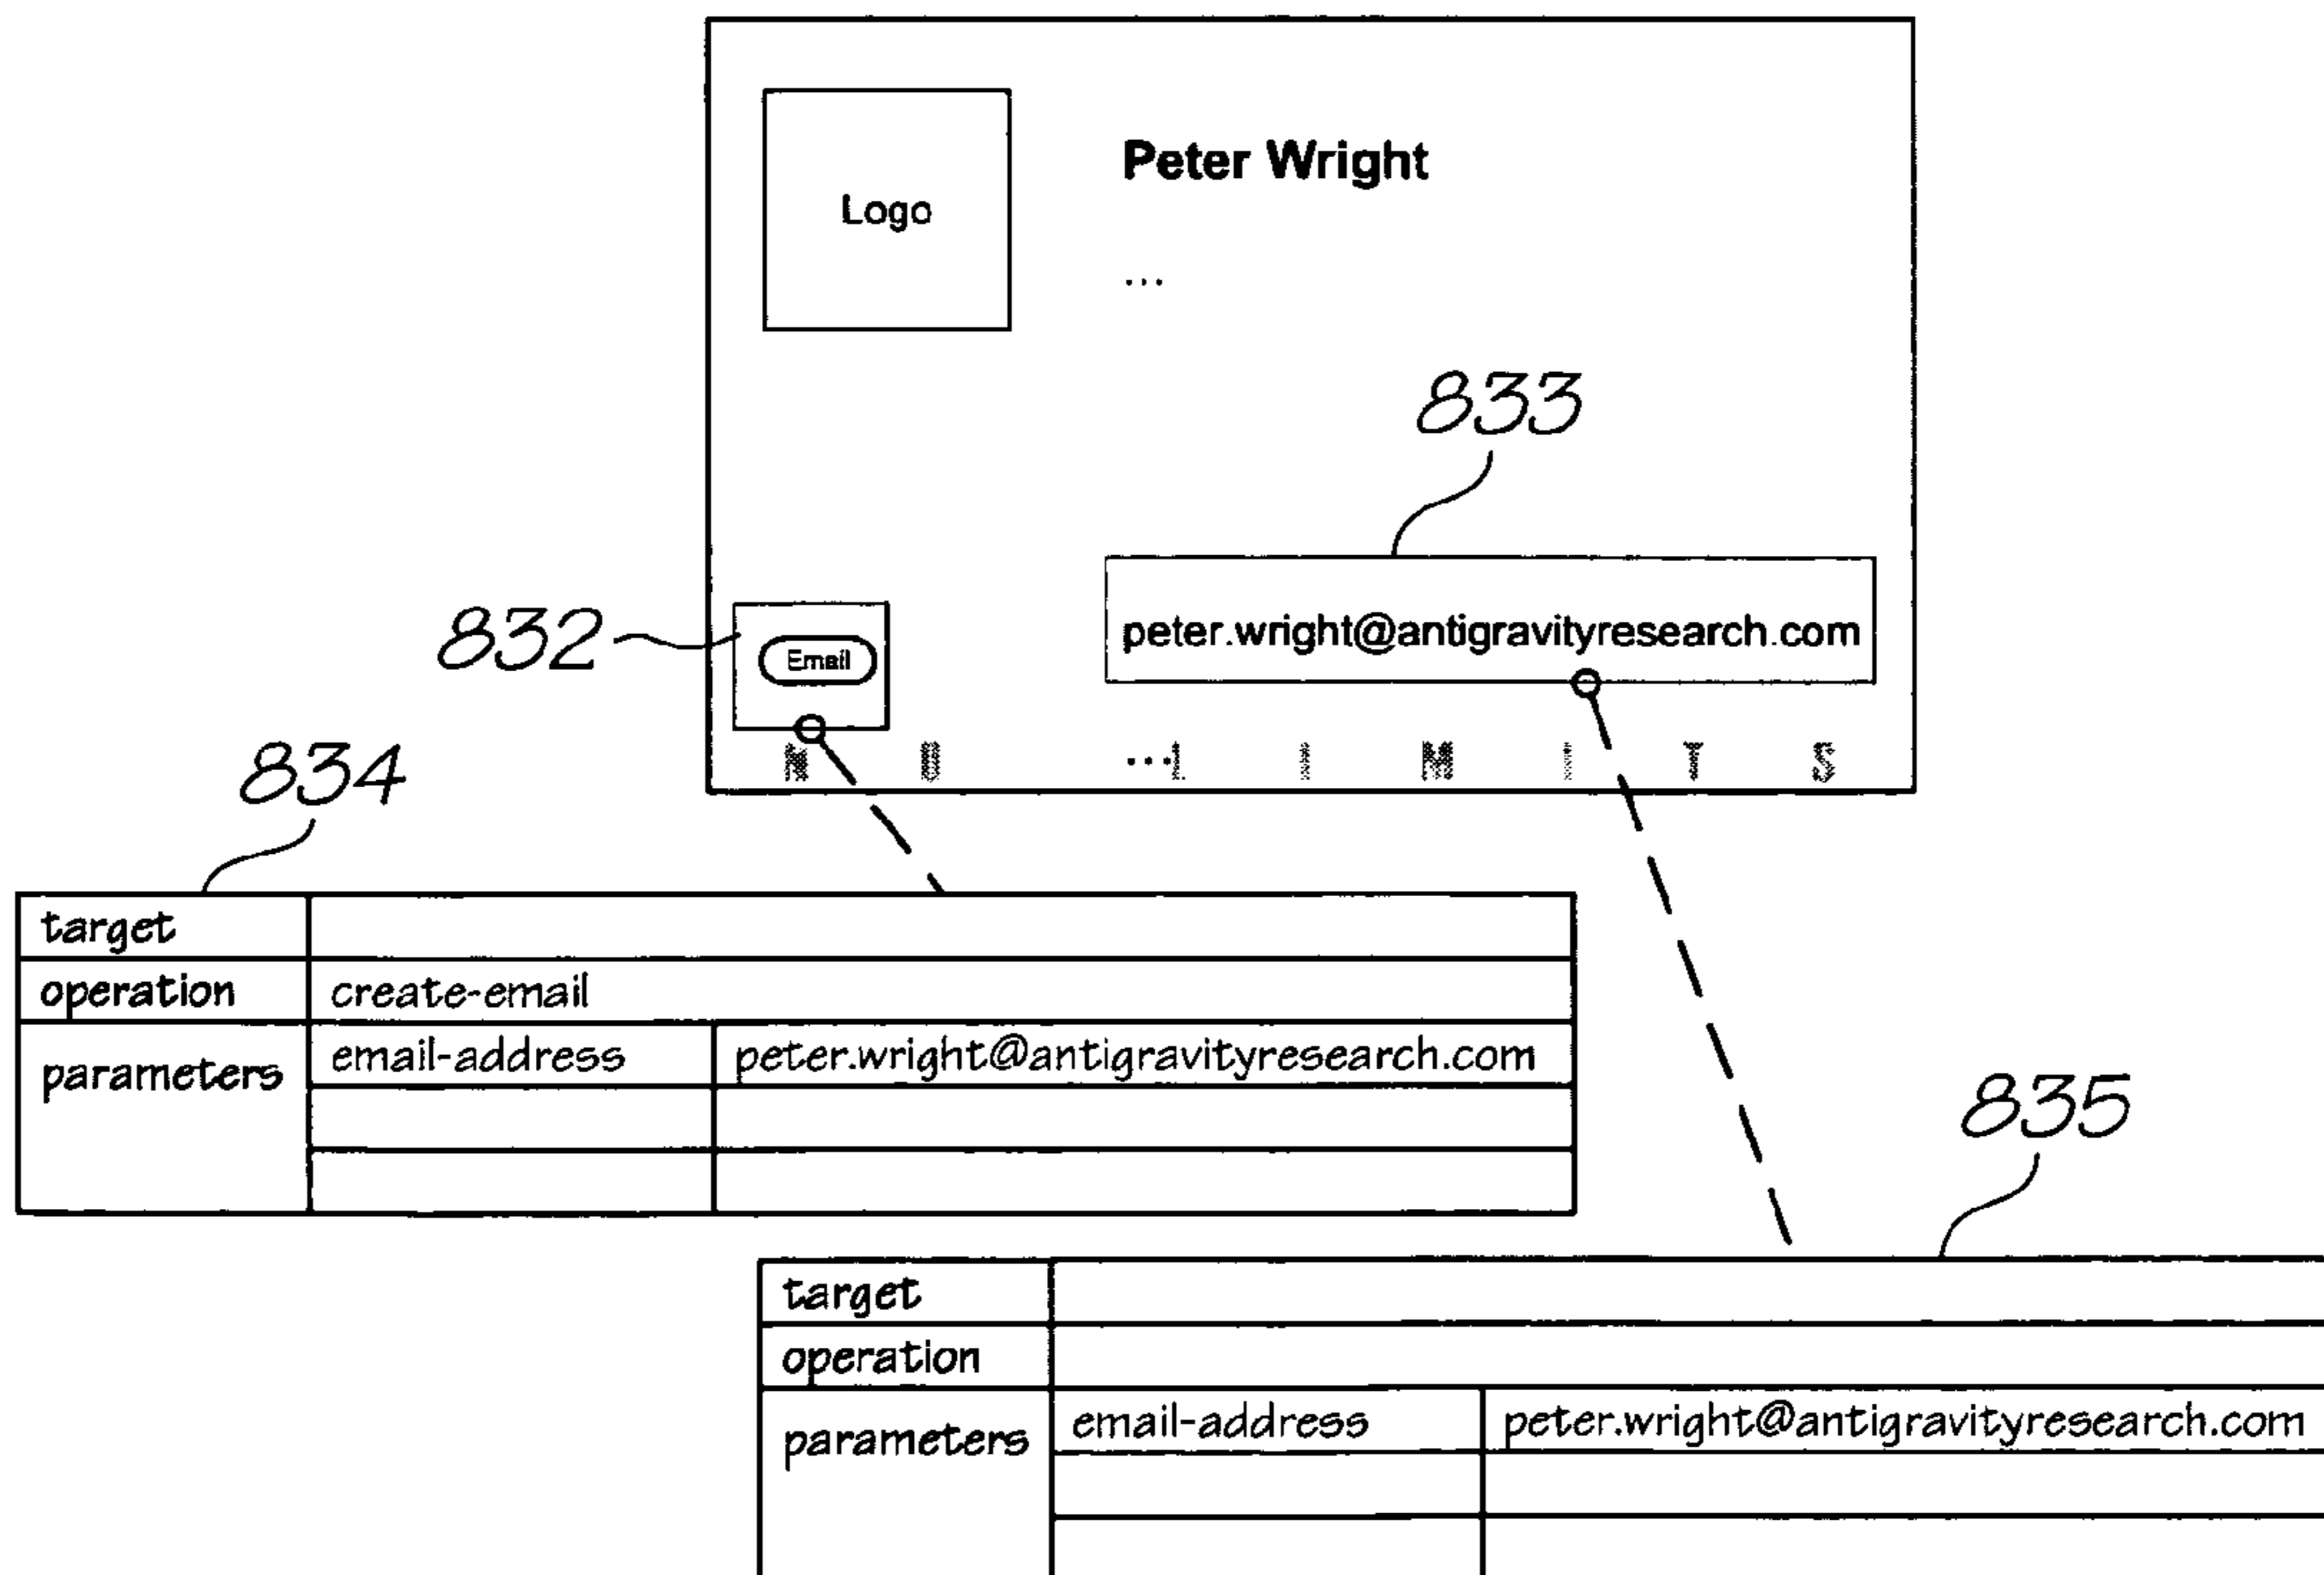 Peter Wright
Logo
...
833
peter.wright@antigravityresearch.com
832
Email
N O ... L I M I T S
834
target
operation create-email
parameters email-address peter.wright@antigravityresearch.com
835
target
operation
parameters email-address peter.wright@antigravityresearch.com